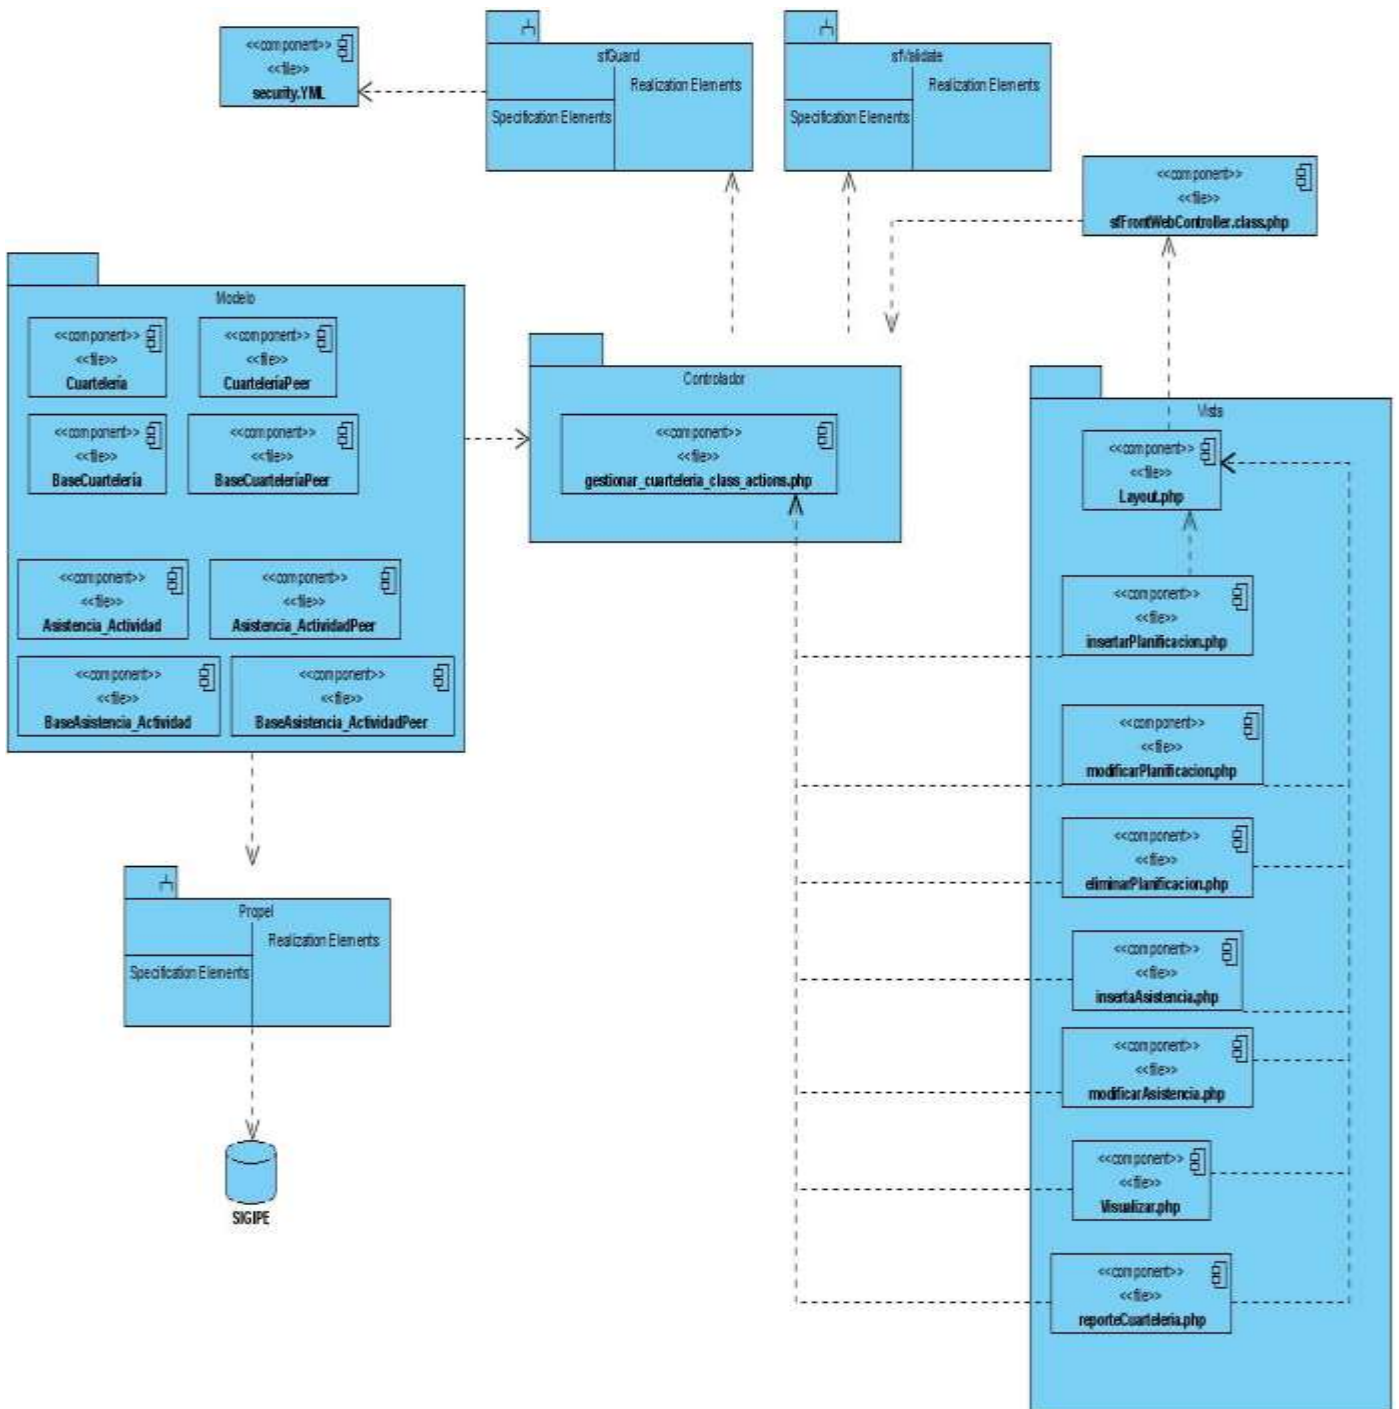 <<component>>
<<file>>
security.YML
sfGuard
Realization Elements
Specification Elements
sfValidate
Realization Elements
Specification Elements
<<component>>
<<file>>
sfFrontWebController.class.php
Modelo
<<component>>
<<file>>
Cuartelería
<<component>>
<<file>>
CuarteleríaPeer
<<component>>
<<file>>
BaseCuartelería
<<component>>
<<file>>
BaseCuarteleríaPeer
<<component>>
<<file>>
Asistencia_Actividad
<<component>>
<<file>>
Asistencia_ActividadPeer
<<component>>
<<file>>
BaseAsistencia_Actividad
<<component>>
<<file>>
BaseAsistencia_ActividadPeer
Controlador
<<component>>
<<file>>
gestionar_cuarteleria_class_actions.php
Vista
<<component>>
<<file>>
Layout.php
<<component>>
<<file>>
insertarPlanificacion.php
<<component>>
<<file>>
modificarPlanificacion.php
<<component>>
<<file>>
eliminarPlanificacion.php
<<component>>
<<file>>
insertaAsistencia.php
<<component>>
<<file>>
modificarAsistencia.php
<<component>>
<<file>>
Visualizar.php
<<component>>
<<file>>
reporteCuarteleria.php
Propel
Realization Elements
Specification Elements
SIGIPE